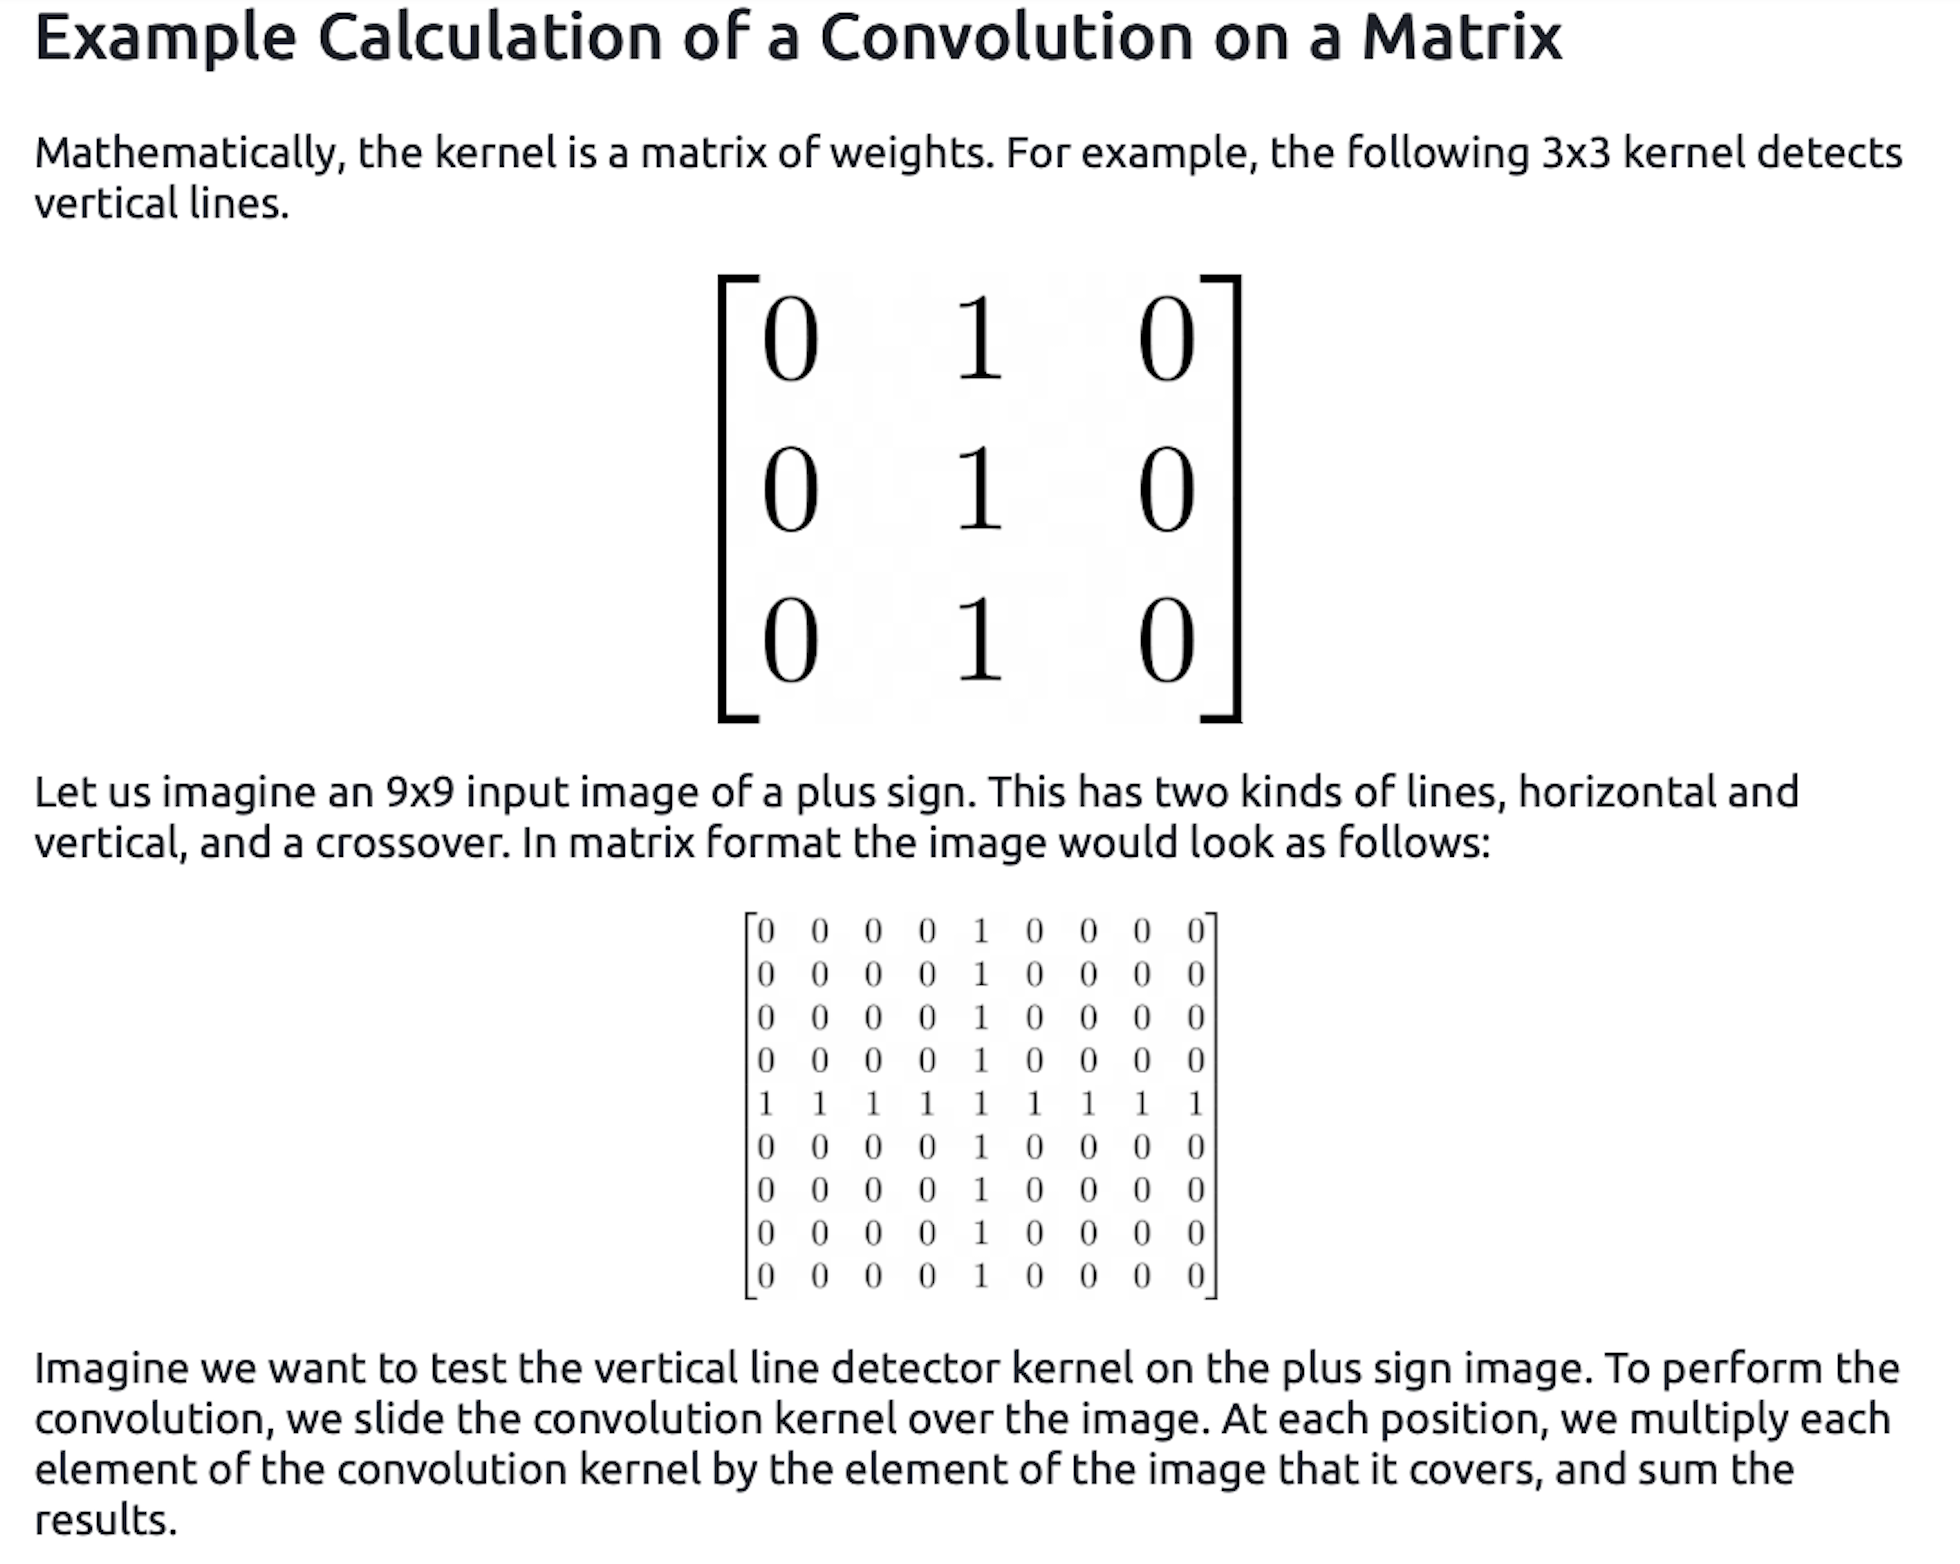 Example Calculation of a Convolution on a Matrix
Mathematically, the kernel is a matrix of weights. For example, the following 3x3 kernel detects
vertical lines.
0 1 0
0 1 0
0 1 0
Let us imagine an 9x9 input image of a plus sign. This has two kinds of lines, horizontal and
vertical, and a crossover. In matrix format the image would look as follows:
0 0 0 0 1 0 0 0 0
0 0 0 0 1 0 0 0 0
0 0 0 0 1 0 0 0 0
0 0 0 0 1 0 0 0 0
1 1 1 1 1 1 1 1 1
0 0 0 0 1 0 0 0 0
0 0 0 0 1 0 0 0 0
0 0 0 0 1 0 0 0 0
0 0 0 0 1 0 0 0 0
Imagine we want to test the vertical line detector kernel on the plus sign image. To perform the
convolution, we slide the convolution kernel over the image. At each position, we multiply each
element of the convolution kernel by the element of the image that it covers, and sum the
results.